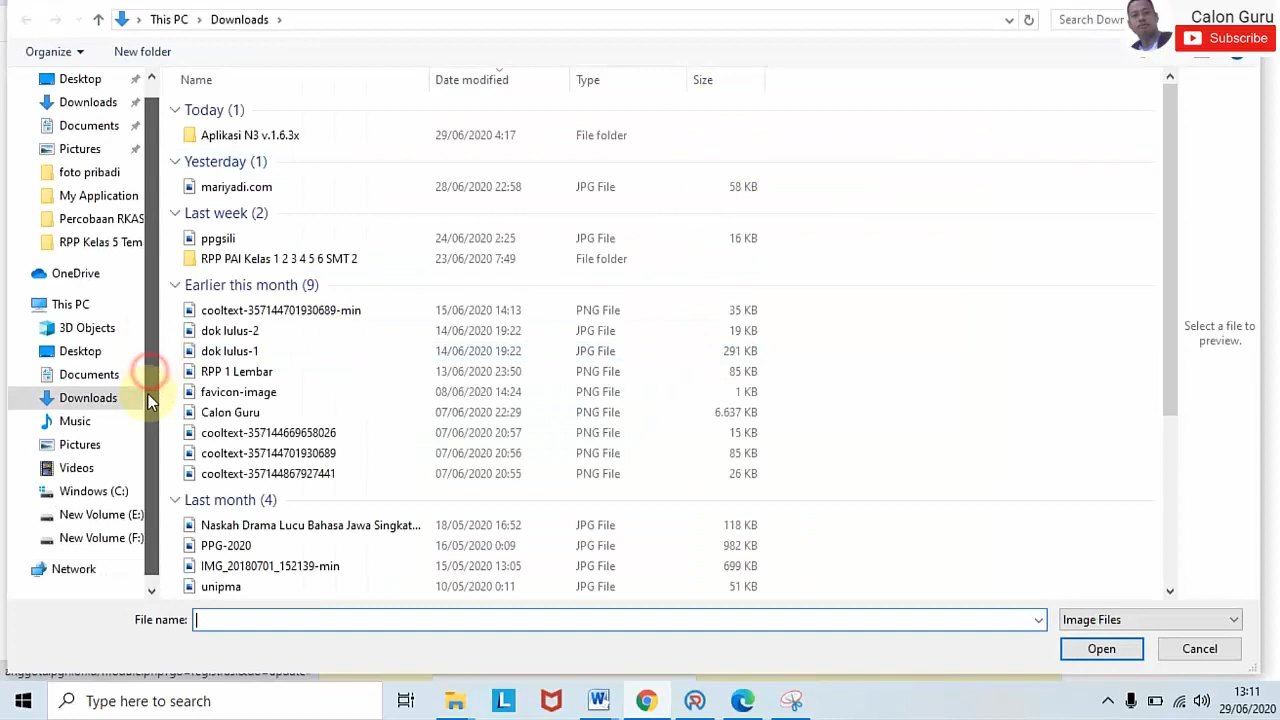 This PC > Downloads >
Search Dow
Calon Guru
Subscribe
Organize
New folder
Desktop
Downloads
Documents
Pictures
foto pribadi
My Application
Percobaan RKAS
RPP Kelas 5 Tem
OneDrive
This PC
3D Objects
Desktop
Documents
Downloads
Music
Pictures
Videos
Windows (C:)
New Volume (E:)
New Volume (F:)
Network
Name Date modified Type Size
Today (1)
Aplikasi N3 v.1.6.3x 29/06/2020 4:17 File folder
Yesterday (1)
mariyadi.com 28/06/2020 22:58 JPG File 58 KB
Last week (2)
ppgsili 24/06/2020 2:25 JPG File 16 KB
RPP PAI Kelas 1 2 3 4 5 6 SMT 2 23/06/2020 7:49 File folder
Earlier this month (9)
cooltext-357144701930689-min 15/06/2020 14:13 PNG File 35 KB
dok lulus-2 14/06/2020 19:22 PNG File 19 KB
dok lulus-1 14/06/2020 19:22 PNG File 291 KB
RPP 1 Lembar 13/06/2020 23:50 PNG File 85 KB
favicon-image 08/06/2020 14:24 PNG File 1 KB
Calon Guru 07/06/2020 22:29 PNG File 6.637 KB
cooltext-357144669658026 07/06/2020 20:57 PNG File 15 KB
cooltext-357144701930689 07/06/2020 20:56 PNG File 85 KB
cooltext-357144867927441 07/06/2020 20:55 PNG File 26 KB
Last month (4)
Naskah Drama Lucu Bahasa Jawa Singkat... 18/05/2020 16:52 JPG File 118 KB
PPG-2020 16/05/2020 0:09 JPG File 982 KB
IMG_20180701_152139-min 15/05/2020 13:05 JPG File 699 KB
unipma 10/05/2020 0:11 JPG File 51 KB
Select a file to
preview.
File name:
Image Files
Open
Cancel
Type here to search
13:11
29/06/2020